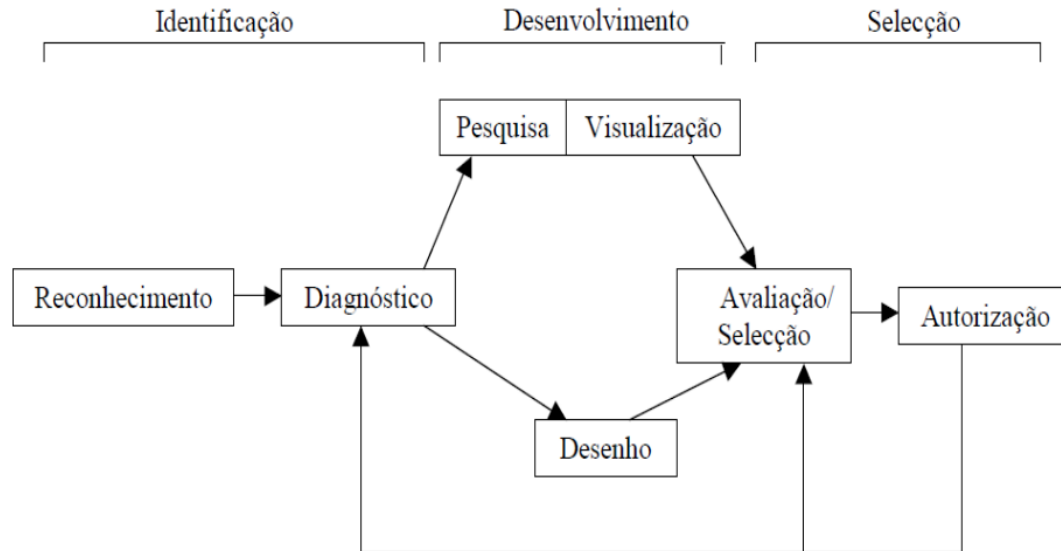 Identificação
Desenvolvimento
Selecção
Pesquisa
Visualização
Reconhecimento
Diagnóstico
Avaliação/
Selecção
Autorização
Desenho